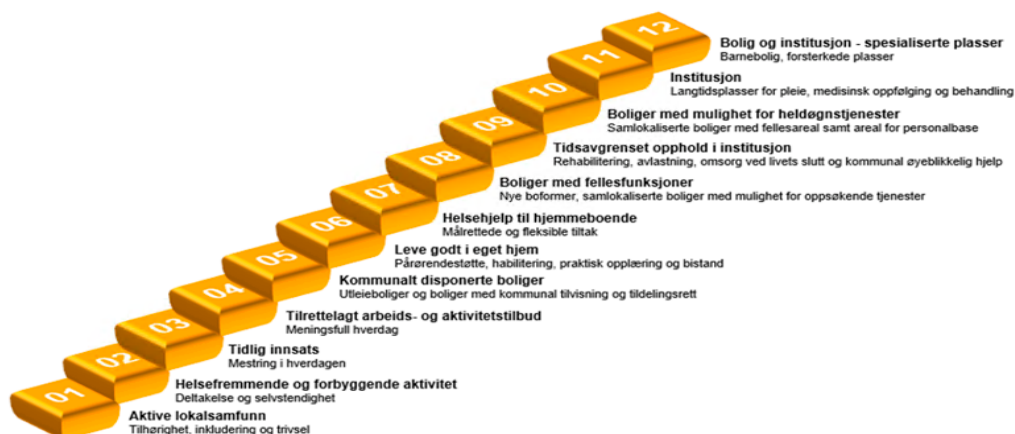 12
Bolig og institusjon - spesialiserte plasser
Barnebolig, forsterkede plasser
11
Institusjon
Langtidsplasser for pleie, medisinsk oppfølging og behandling
10
Boliger med mulighet for heldøgnstjenester
Samlokaliserte boliger med fellesareal samt areal for personalbase
09
Tidsavgrenset opphold i institusjon
Rehabilitering, avlastning, omsorg ved livets slutt og kommunal øyeblikkelig hjelp
08
Boliger med fellesfunksjoner
Nye boformer, samlokaliserte boliger med mulighet for oppsøkende tjenester
07
Helsehjelp til hjemmeboende
Målrettede og fleksible tiltak
06
Leve godt i eget hjem
Pårørendestøtte, habilitering, praktisk opplæring og bistand
05
Kommunalt disponerte boliger
Utleieboliger og boliger med kommunal tilvisning og tildelingsrett
04
Tilrettelagt arbeids- og aktivitetstilbud
Meningsfull hverdag
03
Tidlig innsats
Mestring i hverdagen
02
Helsefremmende og forbyggende aktivitet
Deltakelse og selvstendighet
01
Aktive lokalsamfunn
Tilhørighet, inkludering og trivsel